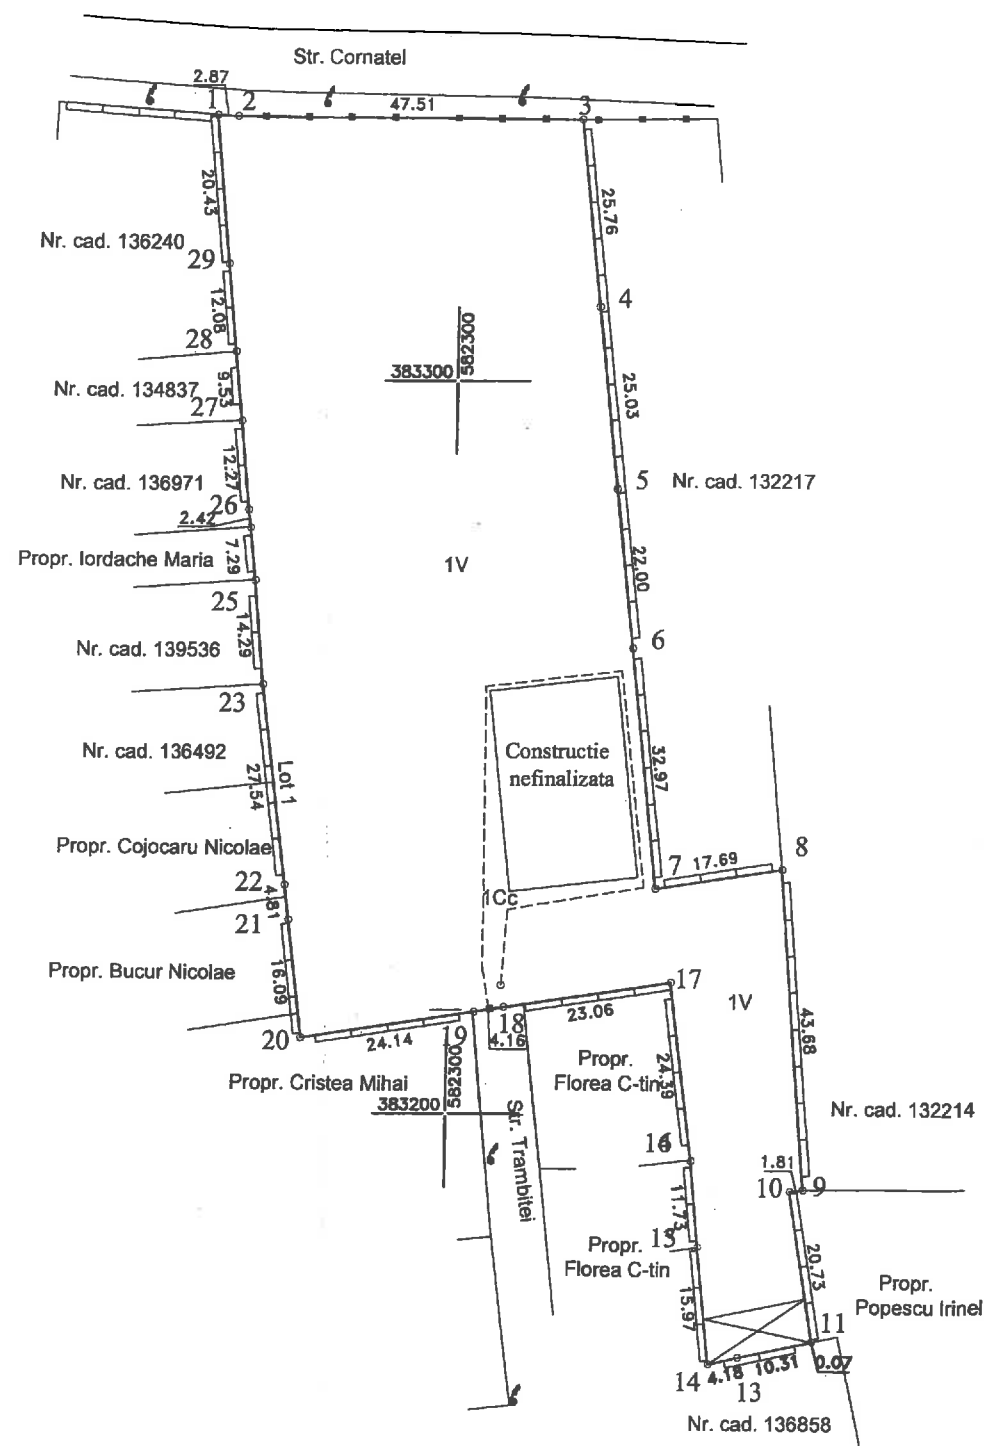 Str. Cornatel
2.87
1
2
47.51
3
20.43
25.76
Nr. cad. 136240
29
4
12.08
582300
28
383300
Nr. cad. 134837
9.53
27
25.03
12.27
Nr. cad. 136971
5
Nr. cad. 132217
26
2.42
Propr. Iordache Maria
7.29
1V
22.00
25
14.29
Nr. cad. 139536
6
23
Nr. cad. 136492
Constructie
nefinalizata
32.97
27.54
Lot 1
Propr. Cojocaru Nicolae
8
7
17.69
22
4.81
1Cc
21
Propr. Bucur Nicolae
16.09
17
1V
18
23.06
43.68
20
24.14
19
4.16
Propr.
Florea C-tin
24.39
Propr. Cristea Mihai
582300
383200
Nr. cad. 132214
Str. Trambitei
16
1.81
10
9
11.73
Propr.
Florea C-tin
15
20.73
Propr.
Popescu Irinel
15.97
11
14
4.18
13
10.31
0.07
Nr. cad. 136858